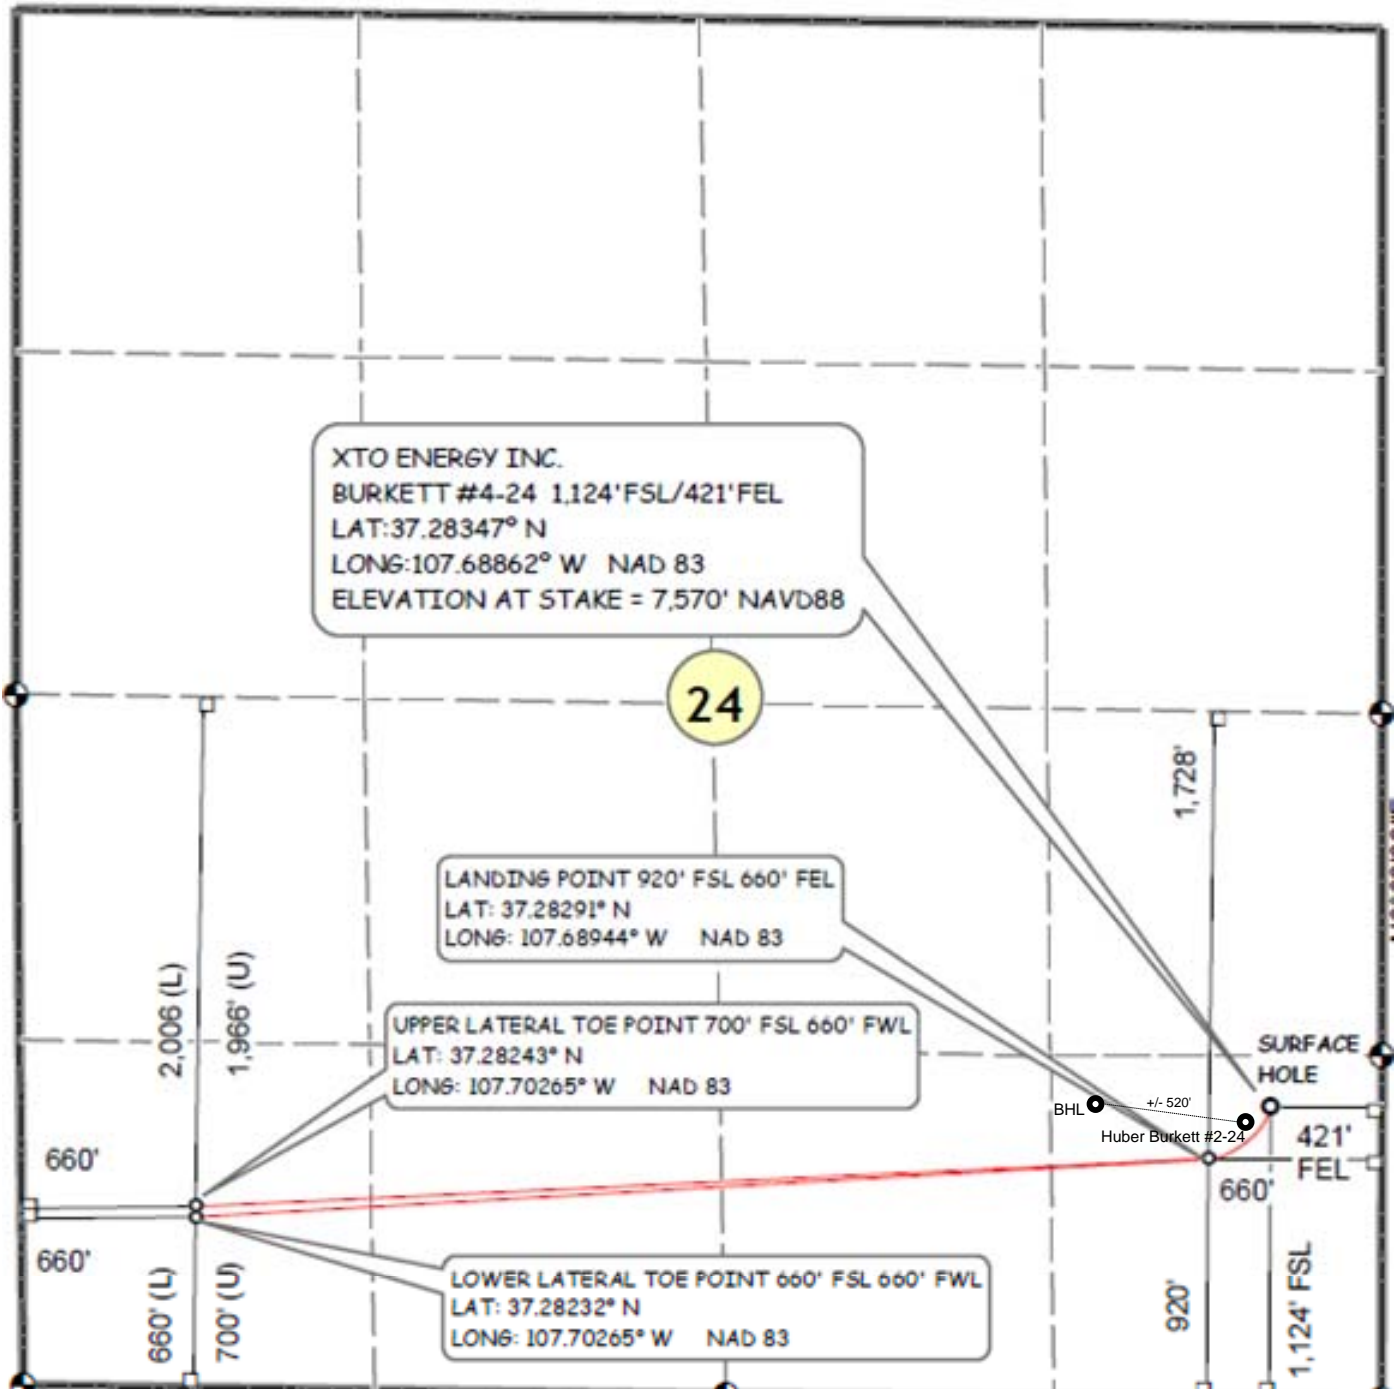 XTO ENERGY INC.
BURKETT #4-24 1,124'FSL/421'FEL
LAT:37.28347° N
LONG:107.68862° W NAD 83
ELEVATION AT STAKE = 7,570' NAVD88
24
1,728'
LANDING POINT 920' FSL 660' FEL
LAT: 37.28291° N
LONG: 107.68944° W NAD 83
2,006 (L)
1,966' (U)
UPPER LATERAL TOE POINT 700' FSL 660' FWL
LAT: 37.28243° N
LONG: 107.70265° W NAD 83
SURFACE
HOLE
BHL
+/- 520'
Huber Burkett #2-24
421'
FEL
660'
660'
660'
LOWER LATERAL TOE POINT 660' FSL 660' FWL
LAT: 37.28232° N
LONG: 107.70265° W NAD 83
660' (L)
700' (U)
920'
1,124' FSL